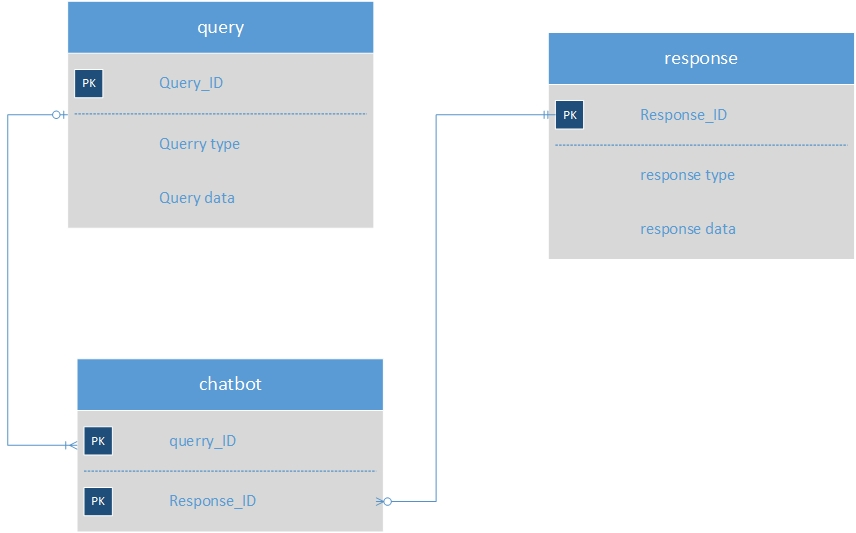 query
PK Query_ID
Querry type
Query data
response
PK Response_ID
response type
response data
chatbot
PK querry_ID
PK Response_ID